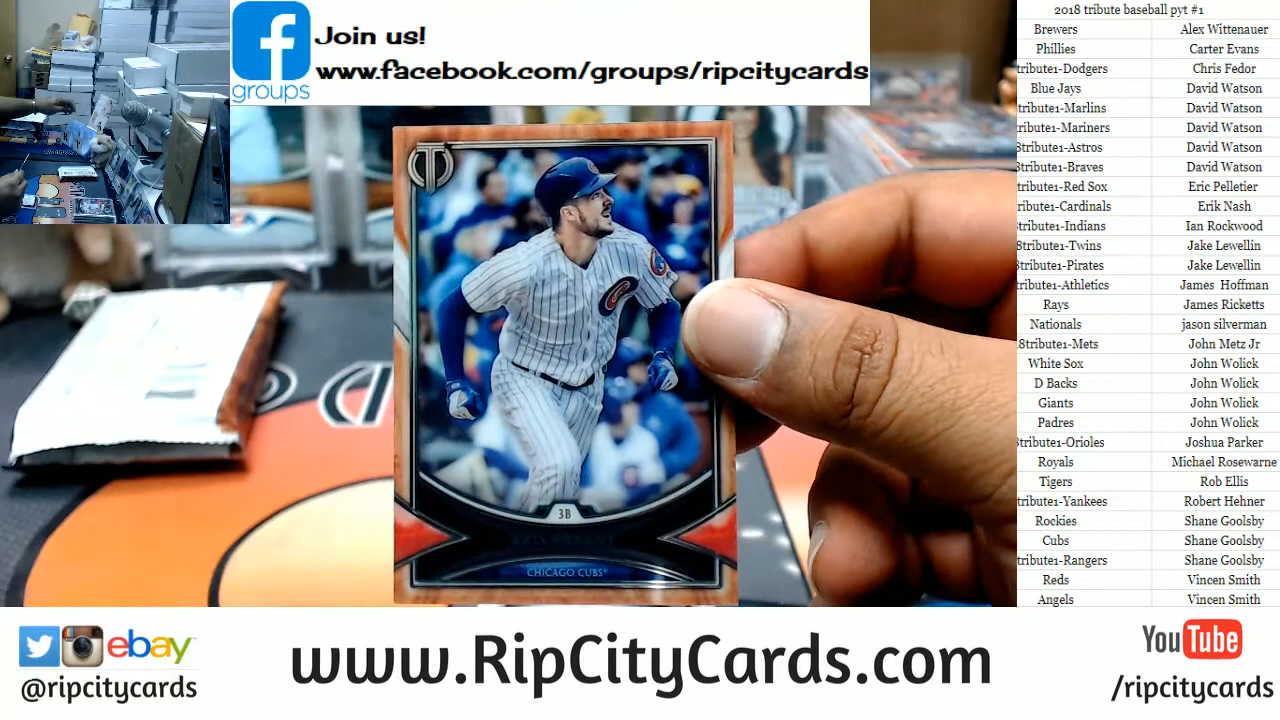 Join us!
www.facebook.com/groups/ripcitycards
groups
2018 tribute baseball pyt #1
Brewers Alex Wittenauer
Phillies Carter Evans
tribute1-Dodgers Chris Fedor
Blue Jays David Watson
tribute1-Marlins David Watson
tribute1-Mariners David Watson
8tribute1-Astros David Watson
8tribute1-Braves David Watson
tribute1-Red Sox Eric Pelletier
tribute1-Cardinals Erik Nash
tribute1-Indians Ian Rockwood
8tribute1-Twins Jake Lewellin
8tribute1-Pirates Jake Lewellin
tribute1-Athletics James Hoffman
Rays James Ricketts
Nationals jason silverman
8tribute1-Mets John Metz Jr
White Sox John Wolick
D Backs John Wolick
Giants John Wolick
Padres John Wolick
8tribute1-Orioles Joshua Parker
Royals Michael Rosewarne
Tigers Rob Ellis
tribute1-Yankees Robert Hehner
Rockies Shane Goolsby
Cubs Shane Goolsby
tribute1-Rangers Shane Goolsby
Reds Vincen Smith
Angels Vincen Smith
3B
CHICAGO CUBS
ebay
@ripcitycards
www.RipCityCards.com
YouTube
/ripcitycards